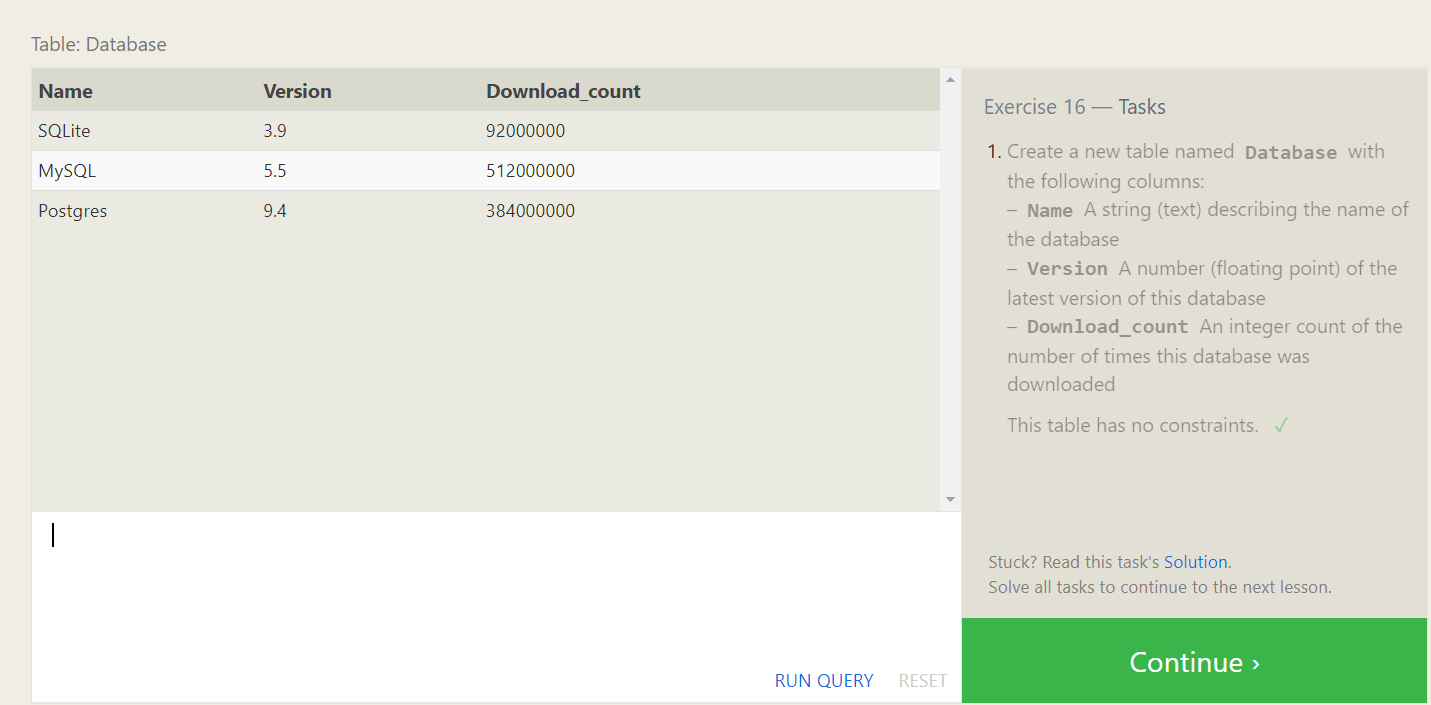 Table: Database
Name Version Download_count
SQLite 3.9 92000000
MySQL 5.5 512000000
Postgres 9.4 384000000
RUN QUERY RESET
Exercise 16 — Tasks
1. Create a new table named Database with
the following columns:
– Name A string (text) describing the name of
the database
– Version A number (floating point) of the
latest version of this database
– Download_count An integer count of the
number of times this database was
downloaded
This table has no constraints. ✓
Stuck? Read this task's Solution.
Solve all tasks to continue to the next lesson.
Continue ›